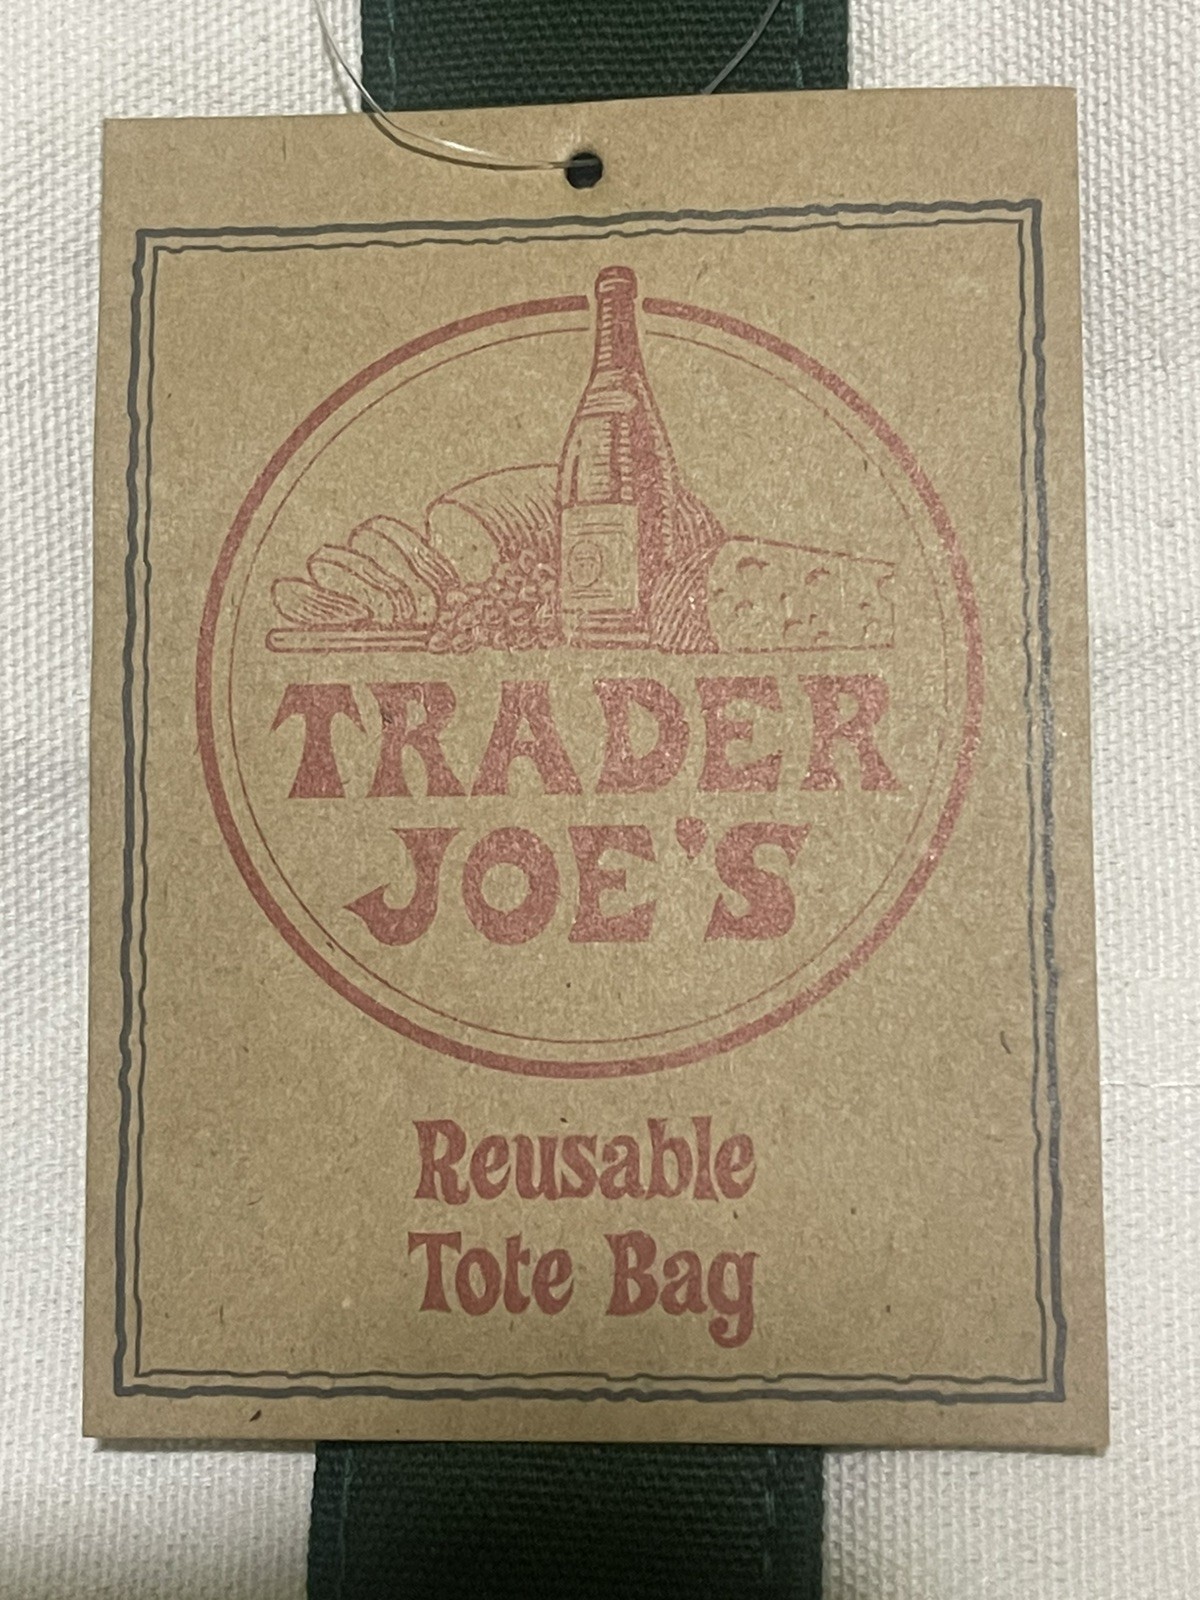 TRADER
JOE'S
Reusable
Tote Bag